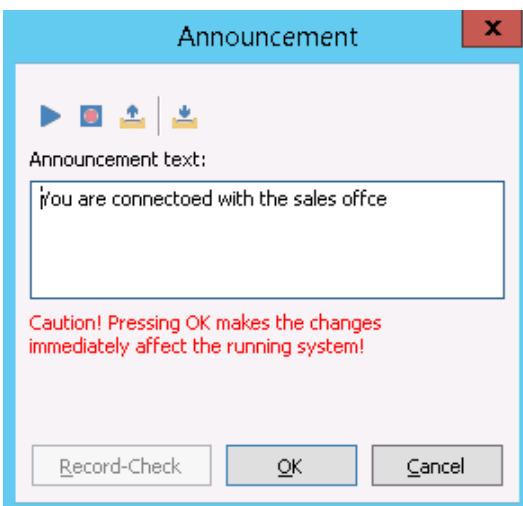 Announcement
x
Announcement text:
You are connectoed with the sales offce
Caution! Pressing OK makes the changes
immediately affect the running system!
Record-Check
OK
Cancel